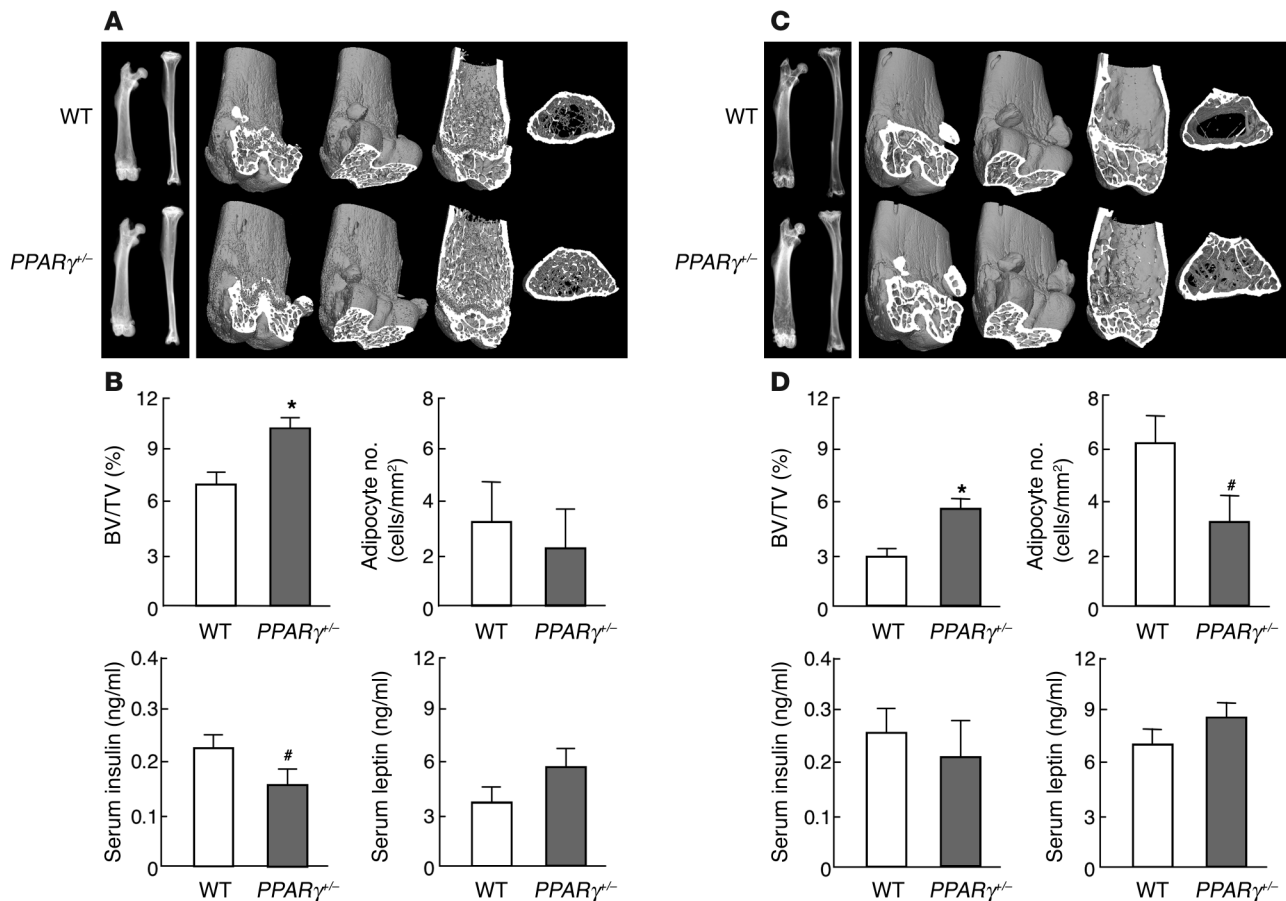 A
WT
PPARγ+/–
B
BV/TV (%)
12
9
6
3
0
*
WT PPARγ+/–
Adipocyte no.
(cells/mm²)
8
6
4
2
0
WT PPARγ+/–
Serum insulin (ng/ml)
0.4
0.3
0.2
0.1
0
#
WT PPARγ+/–
Serum leptin (ng/ml)
12
9
6
3
0
WT PPARγ+/–
C
WT
PPARγ+/–
D
BV/TV (%)
12
9
6
3
0
*
WT PPARγ+/–
Adipocyte no.
(cells/mm²)
8
6
4
2
0
#
WT PPARγ+/–
Serum insulin (ng/ml)
0.4
0.3
0.2
0.1
0
WT PPARγ+/–
Serum leptin (ng/ml)
12
9
6
3
0
WT PPARγ+/–